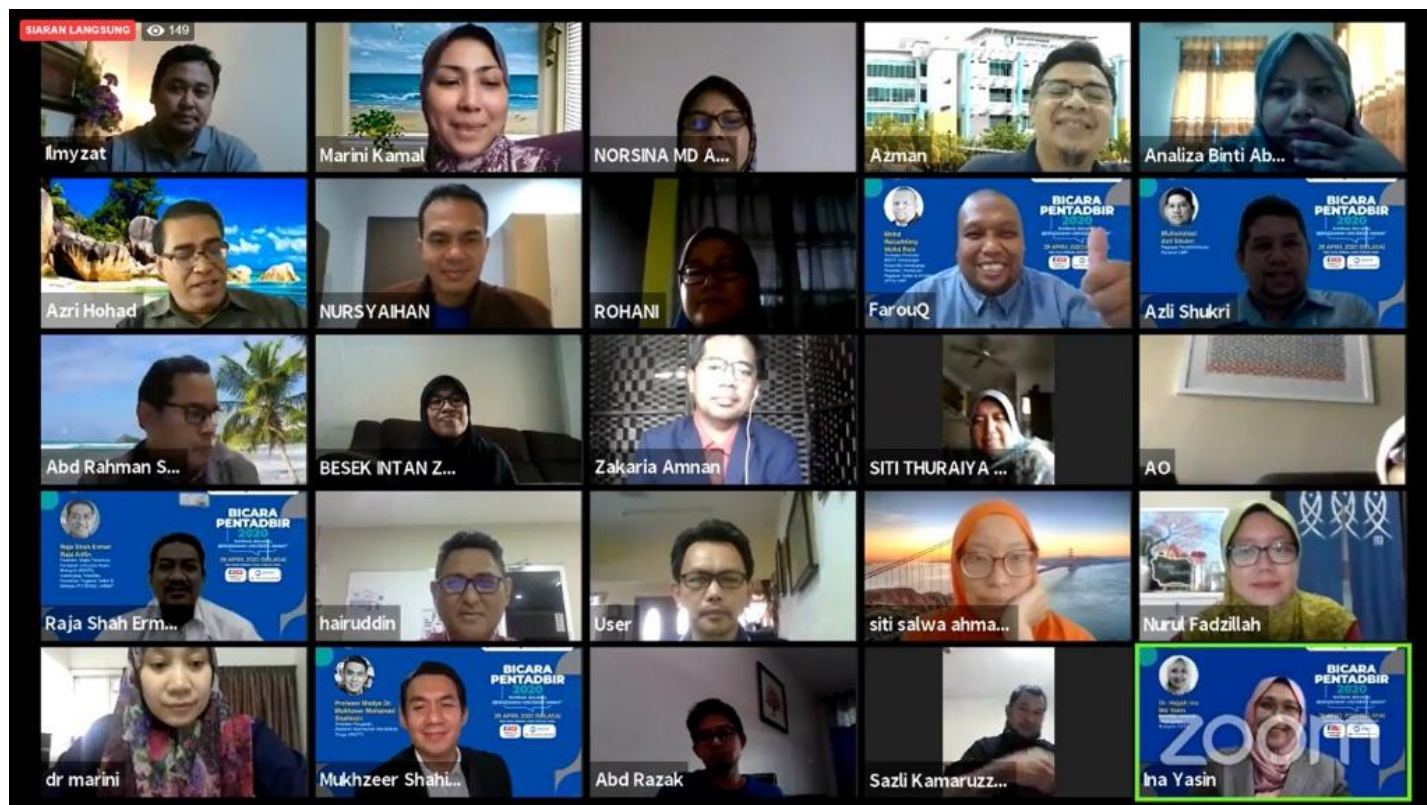 SIARAN LANGSUNG
149
Ilmyzat
Marini Kamal
NORSINA MD A...
Azman
Analiza Binti Ab...
Azri Hohad
NURSYAIHAN
ROHANI
BICARA
PENTADBIR
2020
FarouQ
BICARA
PENTADBIR
2020
Azli Shukri
Abd Rahman S...
BESEK INTAN Z...
Zakaria Amnan
SITI THURAIYA ...
AO
BICARA
PENTADBIR
2020
Raja Shah Erm...
hairuddin
User
siti salwa ahma...
Nurul Fadzillah
dr marini
BICARA
PENTADBIR
2020
Mukhzeer Shahi...
Abd Razak
Sazli Kamaruzz...
BICARA
PENTADBIR
2020
zoom
Ina Yasin